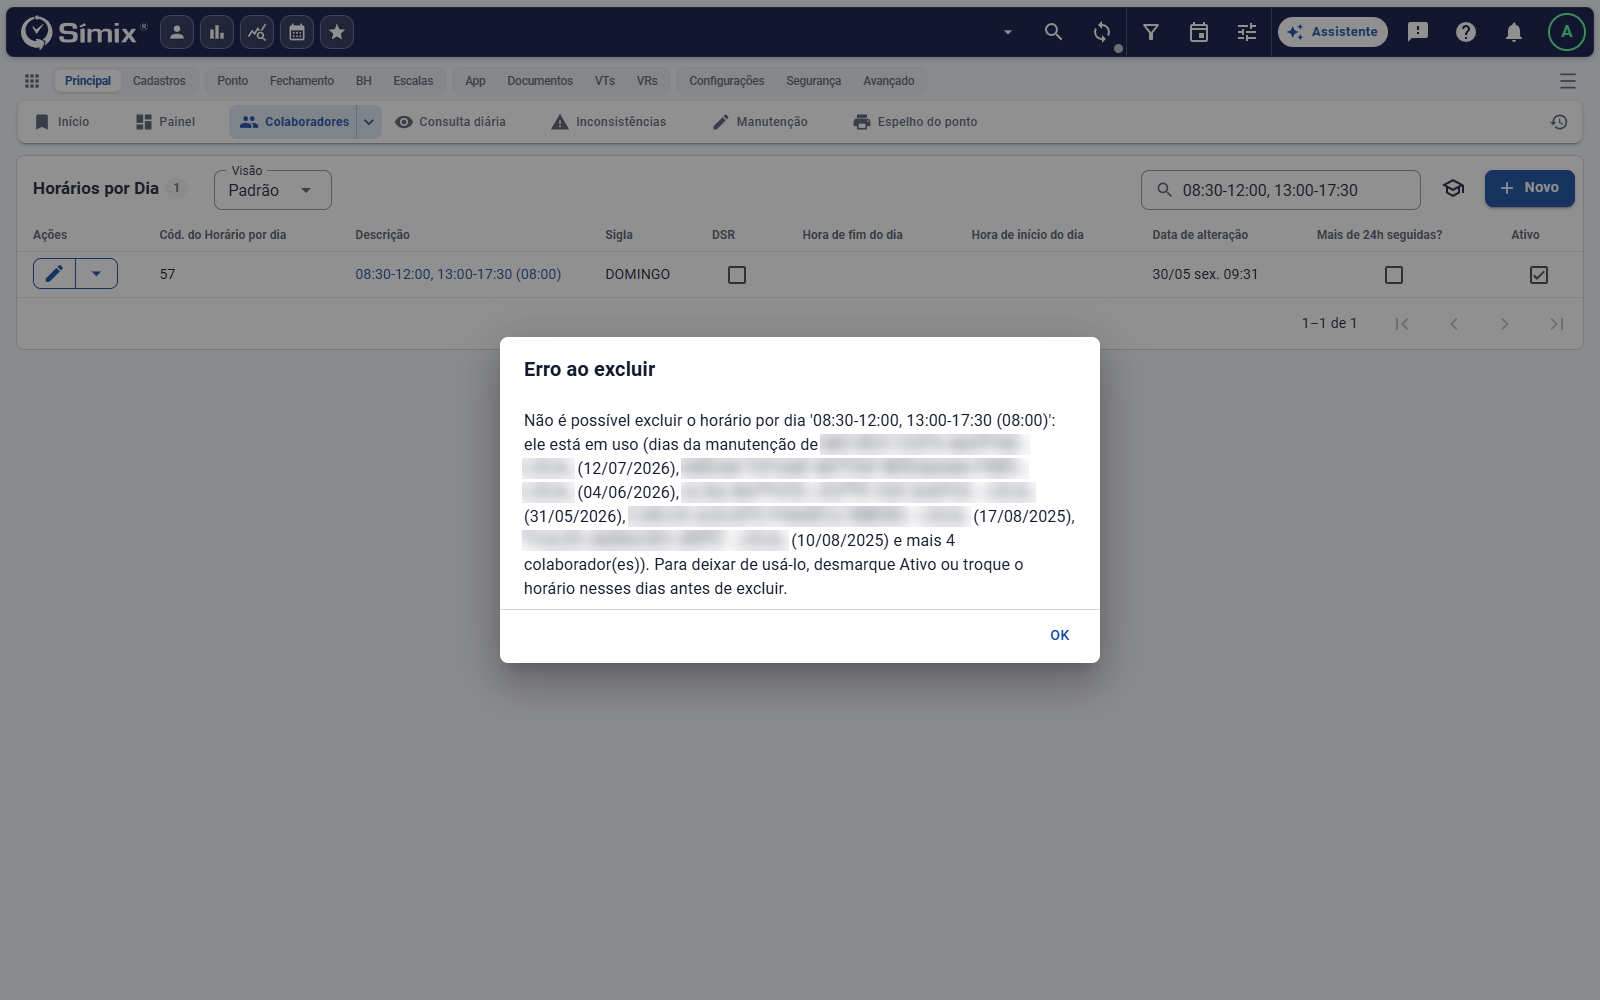 Símix®
Assistente
A
Principal Cadastros Ponto Fechamento BH Escalas App Documentos VTs VRs Configurações Segurança Avançado
Início Painel Colaboradores Consulta diária Inconsistências Manutenção Espelho do ponto
Horários por Dia 1
Visão
Padrão
08:30-12:00, 13:00-17:30
Novo
Ações Cód. do Horário por dia Descrição Sigla DSR Hora de fim do dia Hora de início do dia Data de alteração Mais de 24h seguidas? Ativo
57 08:30-12:00, 13:00-17:30 (08:00) DOMINGO 30/05 sex. 09:31
1–1 de 1
Erro ao excluir
Não é possível excluir o horário por dia '08:30-12:00, 13:00-17:30 (08:00)':
ele está em uso (dias da manutenção de
(12/07/2026),
(04/06/2026),
(31/05/2026), (17/08/2025),
(10/08/2025) e mais 4
colaborador(es)). Para deixar de usá-lo, desmarque Ativo ou troque o
horário nesses dias antes de excluir.
OK